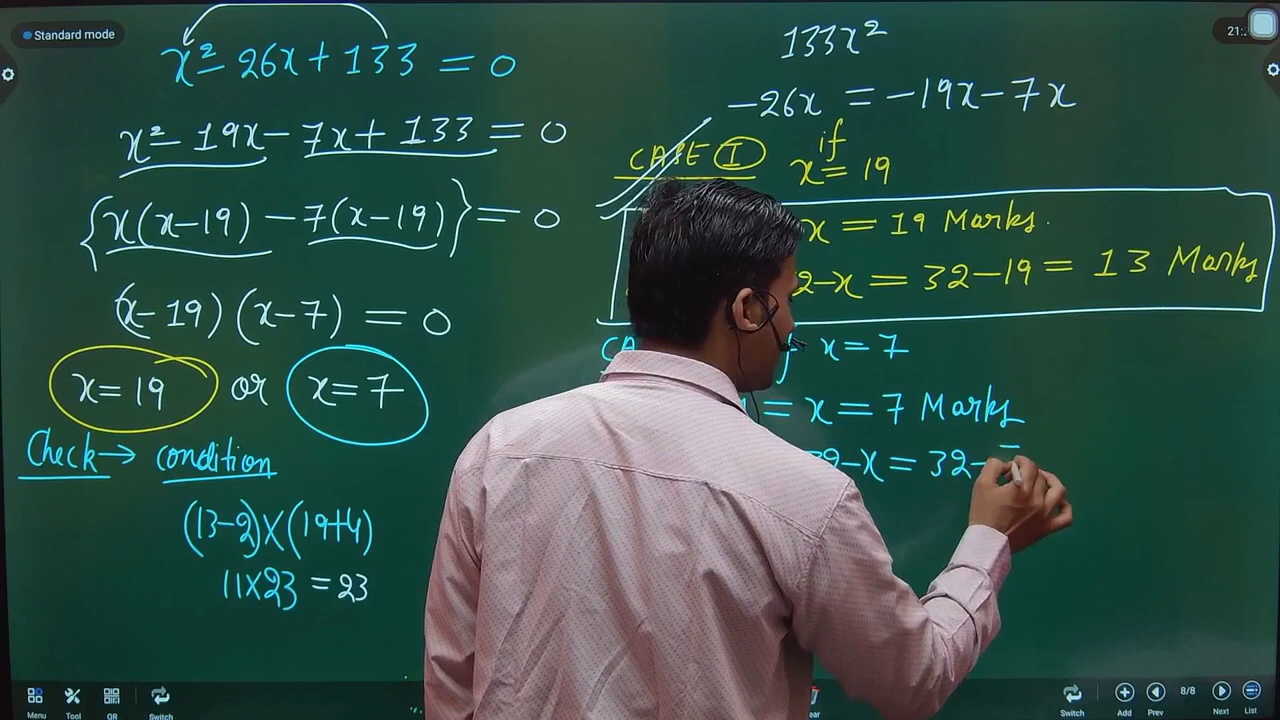 Standard mode
21:
x² - 26x + 133 = 0
x² - 19x - 7x + 133 = 0
{x(x-19) - 7(x-19)} = 0
(x-19)(x-7) = 0
x = 19 or x = 7
Check → condition
(13-2)×(19+4)
11×23 = 23
133x²
-26x = -19x - 7x
CASE I if
x = 19
x = 19 Marks.
2-x = 32-19 = 13 Marks
x = 7
= x = 7 Marks
32-x = 32-
Menu Tool QR Switch
Switch Add Prev 8/8 Next List